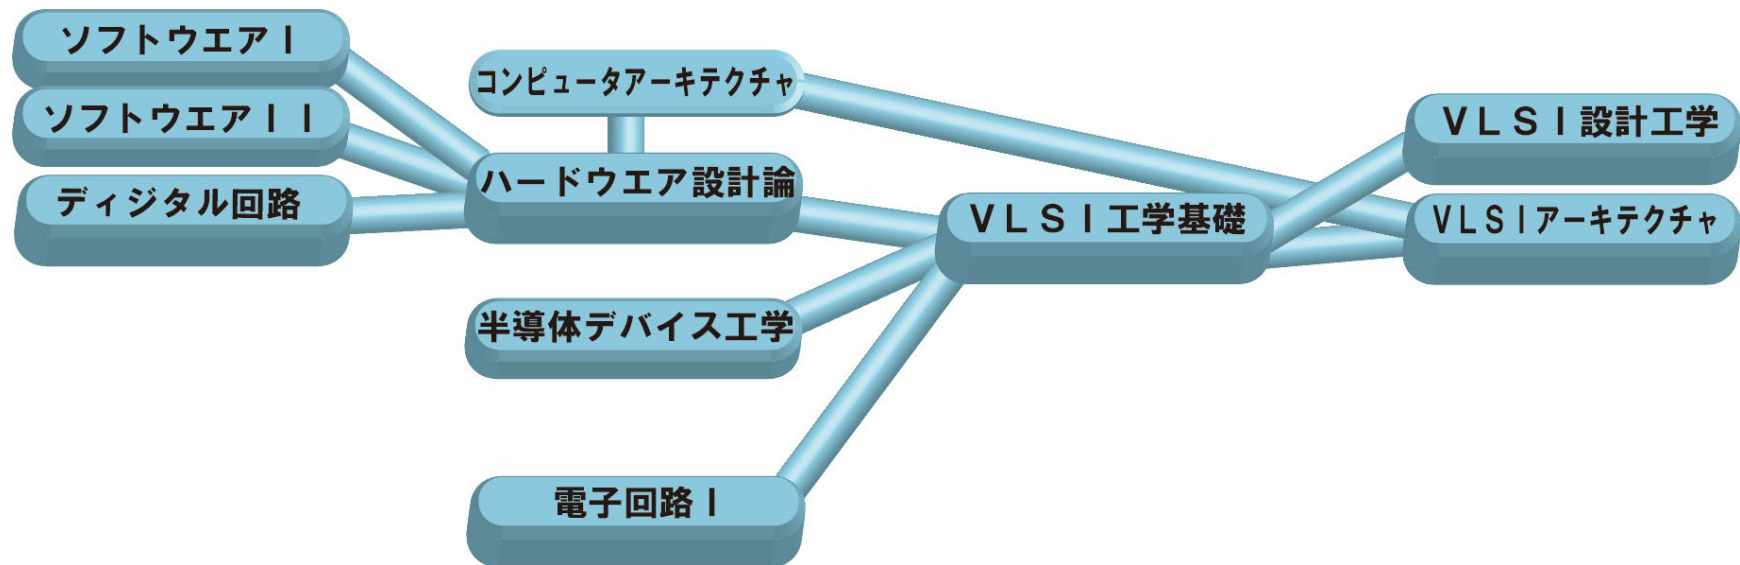 ソフトウエアⅠ
ソフトウエアⅠⅠ
ディジタル回路
コンピュータアーキテクチャ
ハードウエア設計論
半導体デバイス工学
電子回路Ⅰ
ＶＬＳＩ工学基礎
ＶＬＳＩ設計工学
ＶＬＳＩアーキテクチャ